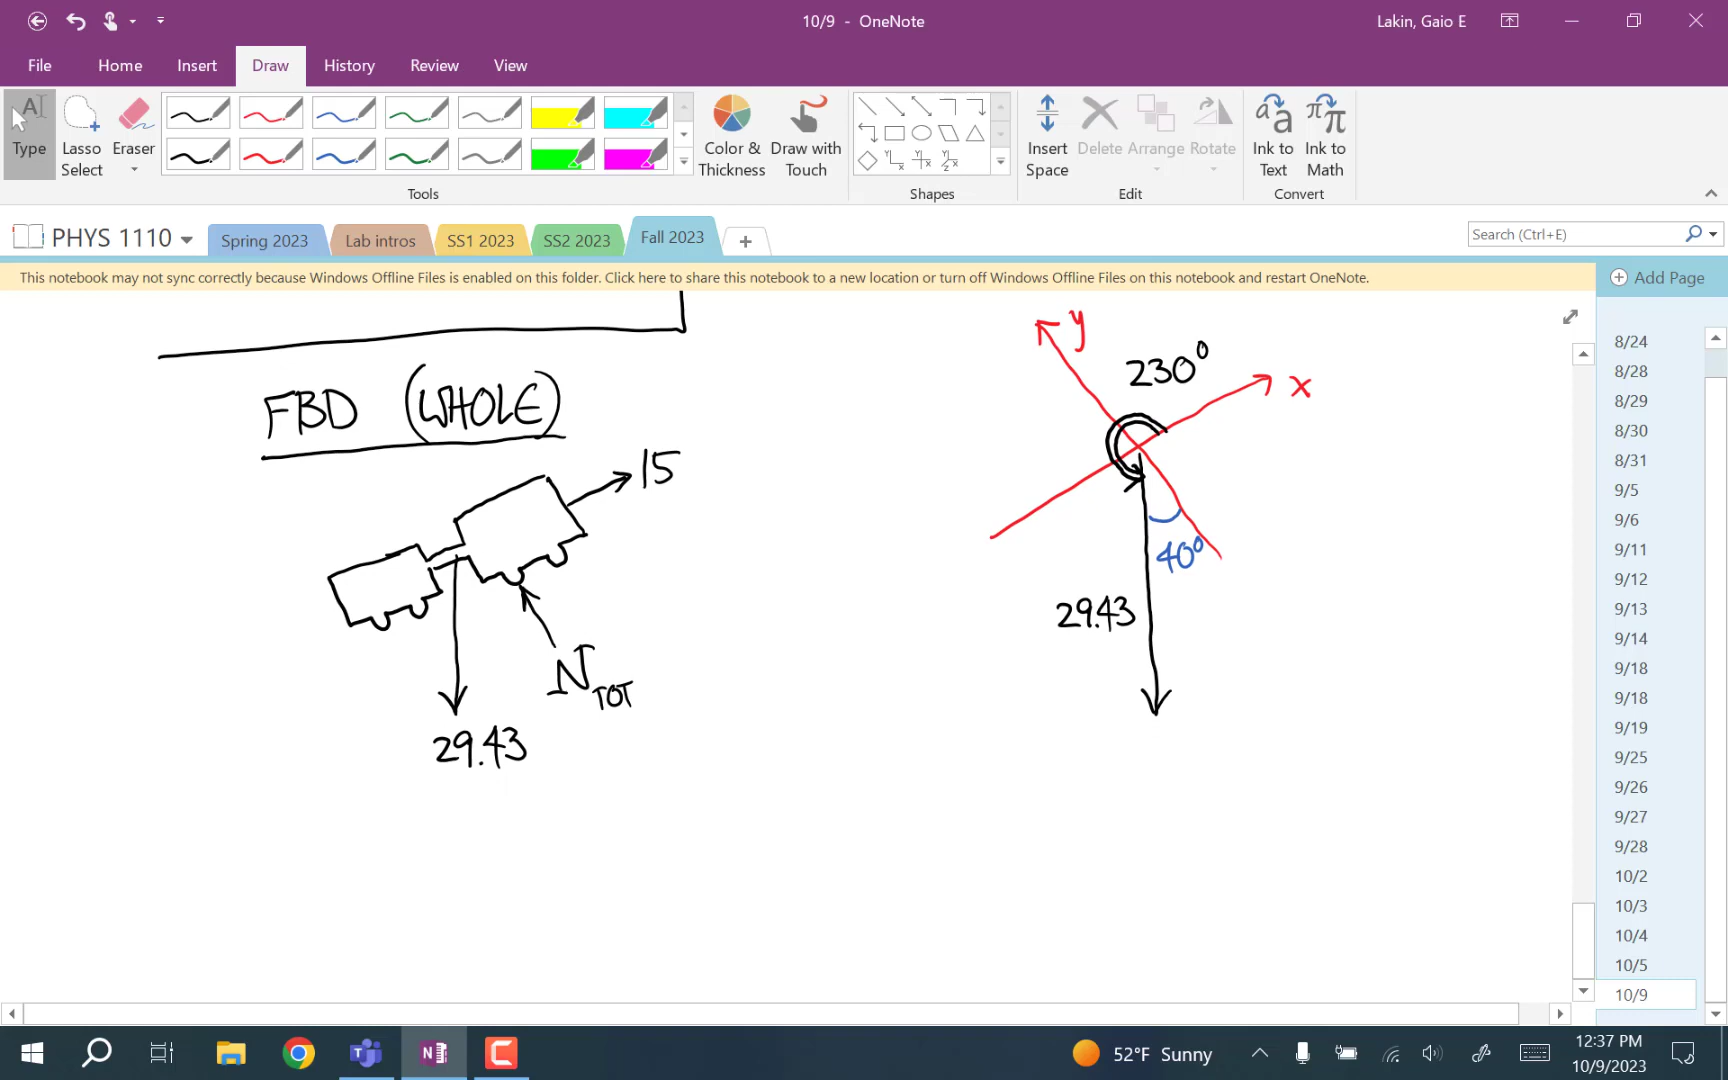 10/9 - OneNote
Lakin, Gaio E
File Home Insert Draw History Review View
Type
Lasso Select
Eraser
Color & Thickness
Draw with Touch
Insert Space
Delete
Arrange
Rotate
Ink to Text
Ink to Math
Tools
Shapes
Edit
Convert
PHYS 1110
Spring 2023
Lab intros
SS1 2023
SS2 2023
Fall 2023
Search (Ctrl+E)
This notebook may not sync correctly because Windows Offline Files is enabled on this folder. Click here to share this notebook to a new location or turn off Windows Offline Files on this notebook and restart OneNote.
Add Page
FBD (WHOLE)
15
N TOT
29.43
y
230°
x
40°
29.43
8/24
8/28
8/29
8/30
8/31
9/5
9/6
9/11
9/12
9/13
9/14
9/18
9/18
9/19
9/25
9/26
9/27
9/28
10/2
10/3
10/4
10/5
10/9
52°F Sunny
12:37 PM
10/9/2023